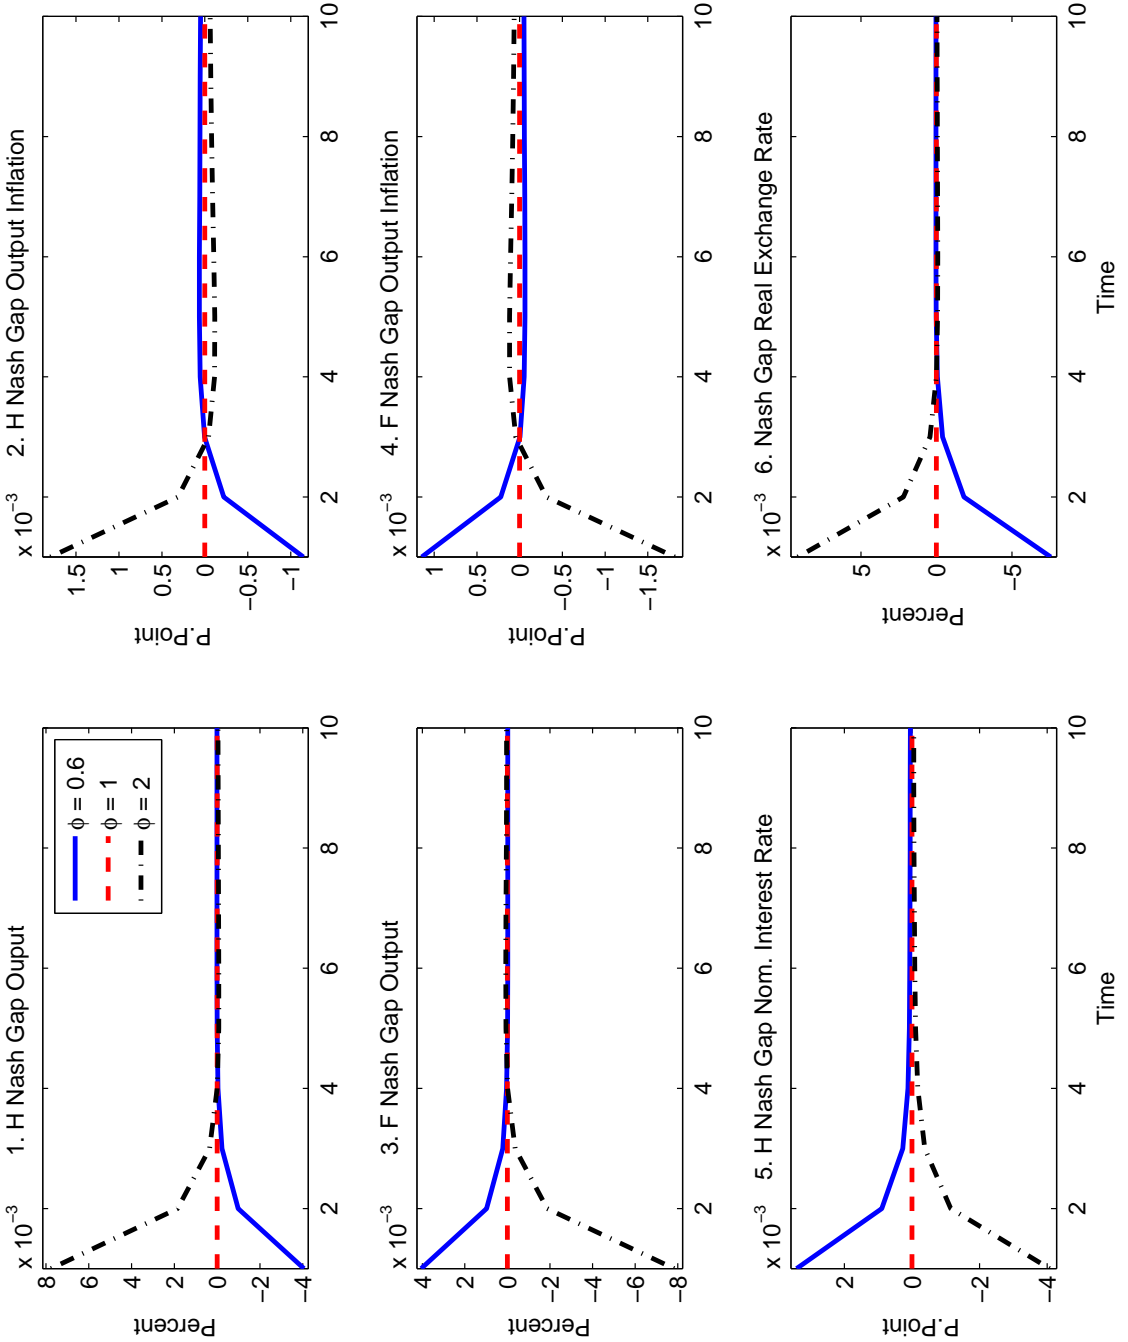 1. H Nash Gap Ouput
x 10⁻³
Percent
8
6
4
2
0
−2
−4
2
4
6
8
10
ϕ = 0.6
ϕ = 1
ϕ = 2
2. H Nash Gap Output Inflation
x 10⁻³
P.Point
1.5
1
0.5
0
−0.5
−1
2
4
6
8
10
3. F Nash Gap Output
x 10⁻³
Percent
4
2
0
−2
−4
−6
−8
2
4
6
8
10
4. F Nash Gap Output Inflation
x 10⁻³
P.Point
1
0.5
0
−0.5
−1
−1.5
2
4
6
8
10
5. H Nash Gap Nom. Interest Rate
x 10⁻³
P.Point
2
0
−2
−4
2
4
6
8
10
Time
6. Nash Gap Real Exchange Rate
x 10⁻³
Percent
5
0
−5
2
4
6
8
10
Time